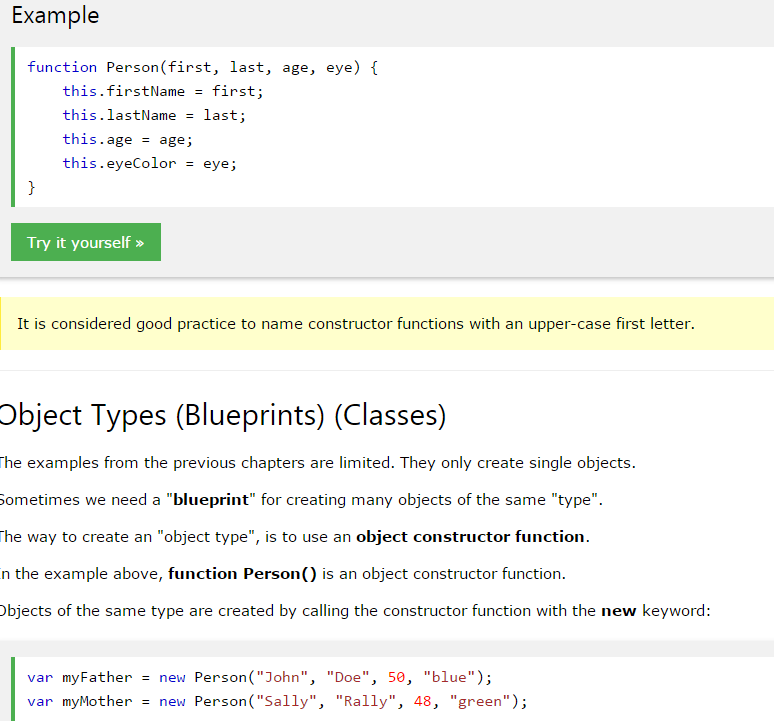 Example
function Person(first, last, age, eye) {
    this.firstName = first;
    this.lastName = last;
    this.age = age;
    this.eyeColor = eye;
}
Try it yourself »
It is considered good practice to name constructor functions with an upper-case first letter.
Object Types (Blueprints) (Classes)
The examples from the previous chapters are limited. They only create single objects.
Sometimes we need a "blueprint" for creating many objects of the same "type".
The way to create an "object type", is to use an object constructor function.
In the example above, function Person() is an object constructor function.
Objects of the same type are created by calling the constructor function with the new keyword:
var myFather = new Person("John", "Doe", 50, "blue");
var myMother = new Person("Sally", "Rally", 48, "green");